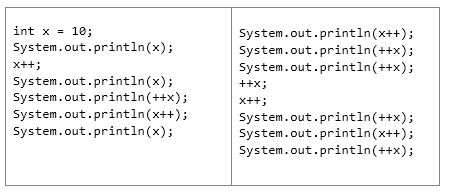 int x = 10;
System.out.println(x);
x++;
System.out.println(x);
System.out.println(++x);
System.out.println(x++);
System.out.println(x);
System.out.println(x++);
System.out.println(++x);
System.out.println(++x);
++x;
x++;
System.out.println(++x);
System.out.println(x++);
System.out.println(++x);